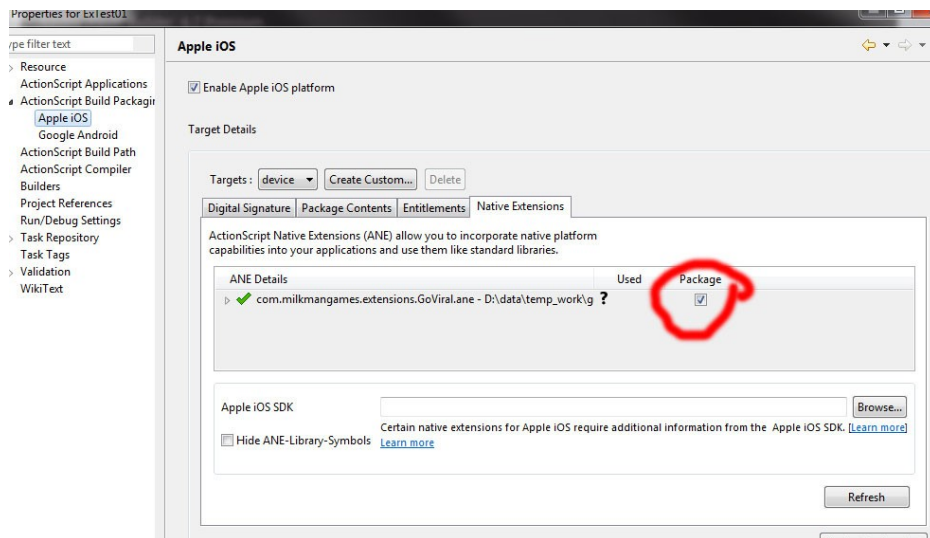 Properties for ExTest01
ype filter text
Apple iOS
Resource
ActionScript Applications
ActionScript Build Packagin
Apple iOS
Google Android
ActionScript Build Path
ActionScript Compiler
Builders
Project References
Run/Debug Settings
Task Repository
Task Tags
Validation
WikiText
Enable Apple iOS platform
Target Details
Targets : device Create Custom... Delete
Digital Signature Package Contents Entitlements Native Extensions
ActionScript Native Extensions (ANE) allow you to incorporate native platform
capabilities into your applications and use them like standard libraries.
ANE Details Used Package
com.milkmangames.extensions.GoViral.ane - D:\data\temp_work\g ?
Apple iOS SDK Browse...
Certain native extensions for Apple iOS require additional information from the Apple iOS SDK. [Learn more]
Hide ANE-Library-Symbols Learn more
Refresh